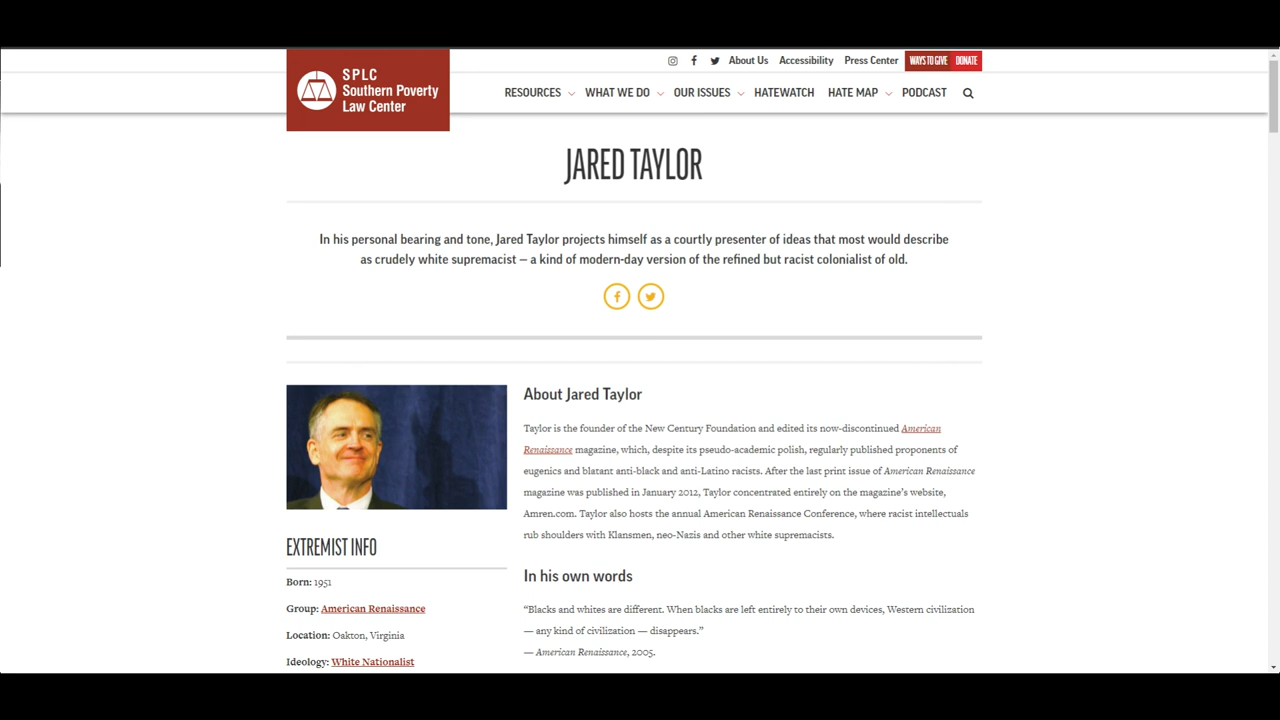 SPLC
Southern Poverty
Law Center
About Us Accessibility Press Center WAYS TO GIVE DONATE
RESOURCES WHAT WE DO OUR ISSUES HATEWATCH HATE MAP PODCAST
JARED TAYLOR
In his personal bearing and tone, Jared Taylor projects himself as a courtly presenter of ideas that most would describe
as crudely white supremacist — a kind of modern-day version of the refined but racist colonialist of old.
EXTREMIST INFO
Born: 1951
Group: American Renaissance
Location: Oakton, Virginia
Ideology: White Nationalist
About Jared Taylor
Taylor is the founder of the New Century Foundation and edited its now-discontinued American
Renaissance magazine, which, despite its pseudo-academic polish, regularly published proponents of
eugenics and blatant anti-black and anti-Latino racists. After the last print issue of American Renaissance
magazine was published in January 2012, Taylor concentrated entirely on the magazine's website,
Amren.com. Taylor also hosts the annual American Renaissance Conference, where racist intellectuals
rub shoulders with Klansmen, neo-Nazis and other white supremacists.
In his own words
“Blacks and whites are different. When blacks are left entirely to their own devices, Western civilization
— any kind of civilization — disappears.”
— American Renaissance, 2005.